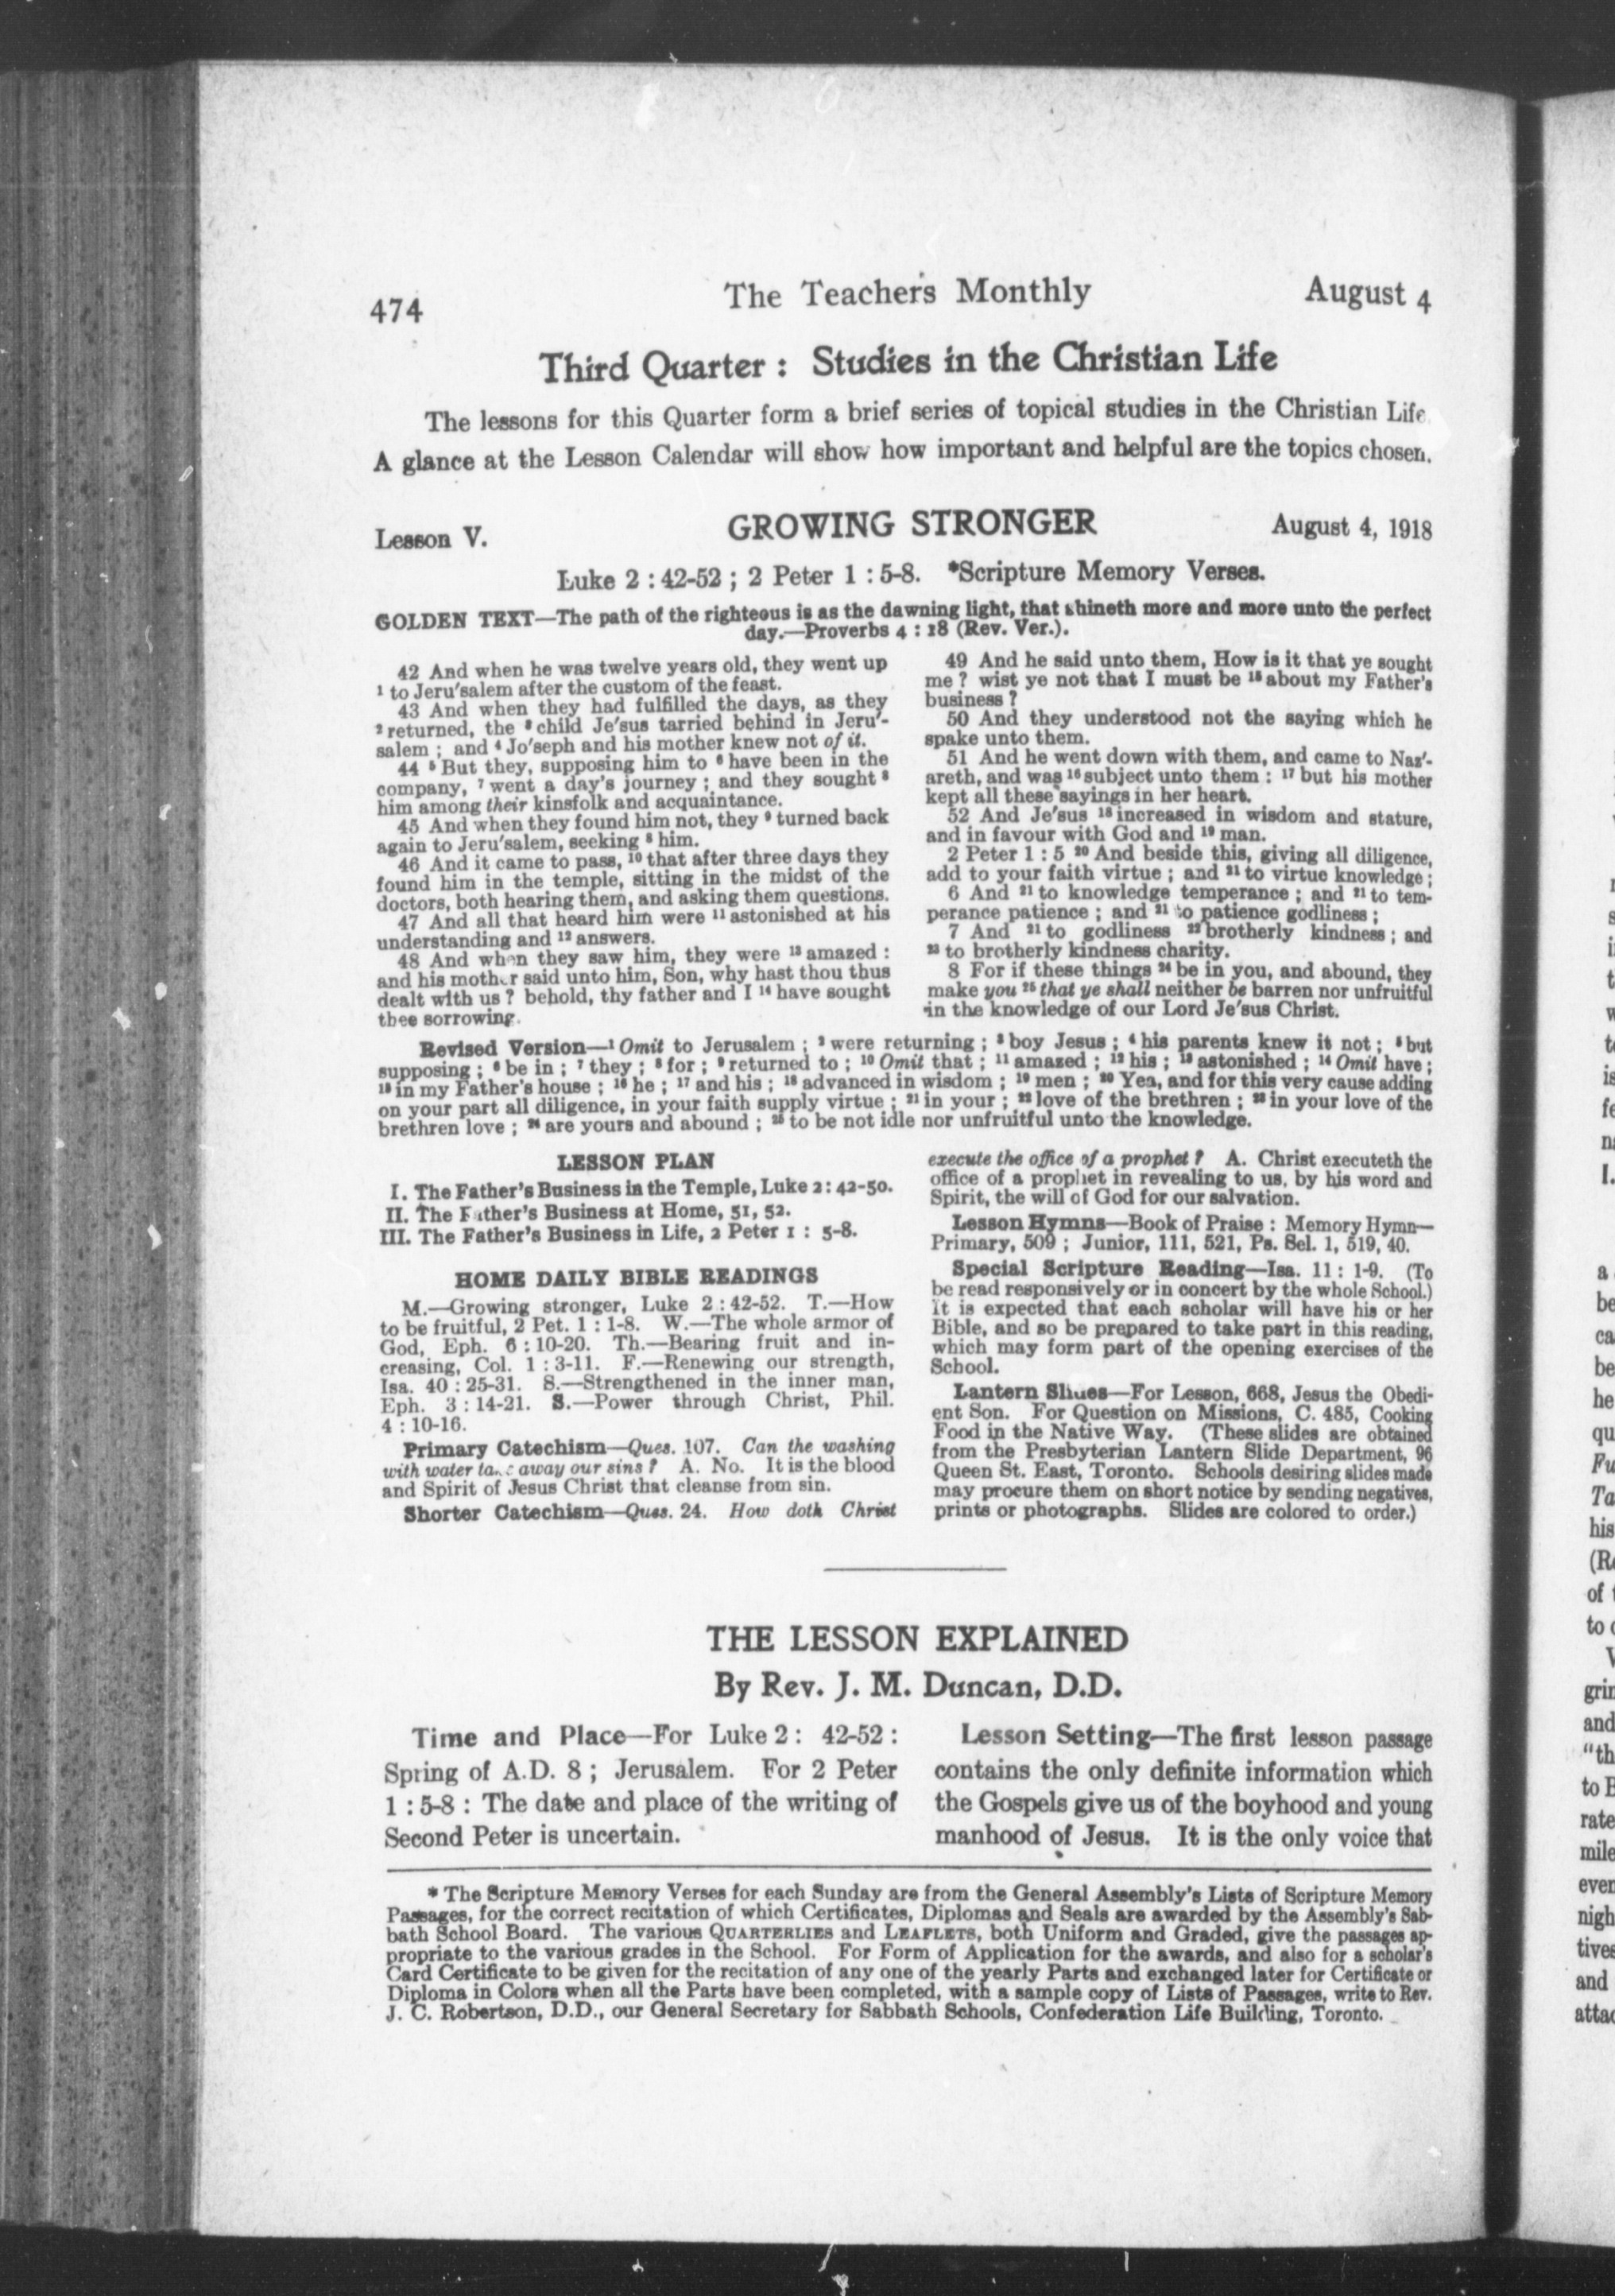 474
The Teachers Monthly
August 4
Third Quarter : Studies in the Christian Life
The lessons for this Quarter form a brief series of topical studies in the Christian Life.
A glance at the Lesson Calendar will show how important and helpful are the topics chosen.
Lesson V.
GROWING STRONGER
August 4, 1918
Luke 2 : 42-52 ; 2 Peter 1 : 5-8. *Scripture Memory Verses.
GOLDEN TEXT—The path of the righteous is as the dawning light, that shineth more and more unto the perfect
day.—Proverbs 4 : 18 (Rev. Ver.).
42 And when he was twelve years old, they went up
¹ to Jeru'salem after the custom of the feast.
43 And when they had fulfilled the days, as they
² returned, the ³ child Je'sus tarried behind in Jeru'-
salem ; and ⁴ Jo'seph and his mother knew not of it.
44 ⁵ But they, supposing him to ⁶ have been in the
company, ⁷ went a day's journey ; and they sought ⁸
him among their kinsfolk and acquaintance.
45 And when they found him not, they ⁹ turned back
again to Jeru'salem, seeking ⁸ him.
46 And it came to pass, ¹⁰ that after three days they
found him in the temple, sitting in the midst of the
doctors, both hearing them, and asking them questions.
47 And all that heard him were ¹¹ astonished at his
understanding and ¹² answers.
48 And when they saw him, they were ¹³ amazed :
and his mother said unto him, Son, why hast thou thus
dealt with us ? behold, thy father and I ¹⁴ have sought
thee sorrowing.
49 And he said unto them, How is it that ye sought
me ? wist ye not that I must be ¹⁵ about my Father's
business ?
50 And they understood not the saying which he
spake unto them.
51 And he went down with them, and came to Naz'-
areth, and was ¹⁶ subject unto them : ¹⁷ but his mother
kept all these sayings in her heart.
52 And Je'sus ¹⁸ increased in wisdom and stature,
and in favour with God and ¹⁹ man.
2 Peter 1 : 5 ²⁰ And beside this, giving all diligence,
add to your faith virtue ; and ²¹ to virtue knowledge ;
6 And ²¹ to knowledge temperance ; and ²¹ to tem-
perance patience ; and ²¹ to patience godliness ;
7 And ²¹ to godliness ²² brotherly kindness ; and
²³ to brotherly kindness charity.
8 For if these things ²⁴ be in you, and abound, they
make you ²⁵ that ye shall neither be barren nor unfruitful
in the knowledge of our Lord Je'sus Christ.
Revised Version—¹ Omit to Jerusalem ; ² were returning ; ³ boy Jesus ; ⁴ his parents knew it not ; ⁵ but
supposing ; ⁶ be in ; ⁷ they ; ⁸ for ; ⁹ returned to ; ¹⁰ Omit that ; ¹¹ amazed ; ¹² his ; ¹³ astonished ; ¹⁴ Omit have ;
¹⁵ in my Father's house ; ¹⁶ he ; ¹⁷ and his ; ¹⁸ advanced in wisdom ; ¹⁹ men ; ²⁰ Yea, and for this very cause adding
on your part all diligence, in your faith supply virtue ; ²¹ in your ; ²² love of the brethren ; ²³ in your love of the
brethren love ; ²⁴ are yours and abound ; ²⁵ to be not idle nor unfruitful unto the knowledge.
LESSON PLAN
I. The Father's Business in the Temple, Luke 2 : 42-50.
II. The Father's Business at Home, 51, 52.
III. The Father's Business in Life, 2 Peter 1 : 5-8.
HOME DAILY BIBLE READINGS
M.—Growing stronger, Luke 2 : 42-52. T.—How
to be fruitful, 2 Pet. 1 : 1-8. W.—The whole armor of
God, Eph. 6 : 10-20. Th.—Bearing fruit and in-
creasing, Col. 1 : 3-11. F.—Renewing our strength,
Isa. 40 : 25-31. S.—Strengthened in the inner man,
Eph. 3 : 14-21. S.—Power through Christ, Phil.
4 : 10-16.
Primary Catechism—Ques. 107. Can the washing
with water take away our sins ? A. No. It is the blood
and Spirit of Jesus Christ that cleanse from sin.
Shorter Catechism—Ques. 24. How doth Christ
execute the office of a prophet ? A. Christ executeth the
office of a prophet in revealing to us, by his word and
Spirit, the will of God for our salvation.
Lesson Hymns—Book of Praise : Memory Hymn—
Primary, 509 ; Junior, 111, 521, Ps. Sel. 1, 519, 40.
Special Scripture Reading—Isa. 11 : 1-9. (To
be read responsively or in concert by the whole School.)
It is expected that each scholar will have his or her
Bible, and so be prepared to take part in this reading,
which may form part of the opening exercises of the
School.
Lantern Slides—For Lesson, 668, Jesus the Obedi-
ent Son. For Question on Missions, C. 485, Cooking
Food in the Native Way. (These slides are obtained
from the Presbyterian Lantern Slide Department, 96
Queen St. East, Toronto. Schools desiring slides made
may procure them on short notice by sending negatives,
prints or photographs. Slides are colored to order.)
THE LESSON EXPLAINED
By Rev. J. M. Duncan, D.D.
Time and Place—For Luke 2 : 42-52 :
Spring of A.D. 8 ; Jerusalem. For 2 Peter
1 : 5-8 : The date and place of the writing of
Second Peter is uncertain.
Lesson Setting—The first lesson passage
contains the only definite information which
the Gospels give us of the boyhood and young
manhood of Jesus. It is the only voice that
* The Scripture Memory Verses for each Sunday are from the General Assembly's Lists of Scripture Memory
Passages, for the correct recitation of which Certificates, Diplomas and Seals are awarded by the Assembly's Sab-
bath School Board. The various QUARTERLIES and LEAFLETS, both Uniform and Graded, give the passages ap-
propriate to the various grades in the School. For Form of Application for the awards, and also for a scholar's
Card Certificate to be given for the recitation of any one of the yearly Parts and exchanged later for Certificate or
Diploma in Colors when all the Parts have been completed, with a sample copy of Lists of Passages, write to Rev.
J. C. Robertson, D.D., our General Secretary for Sabbath Schools, Confederation Life Building, Toronto.